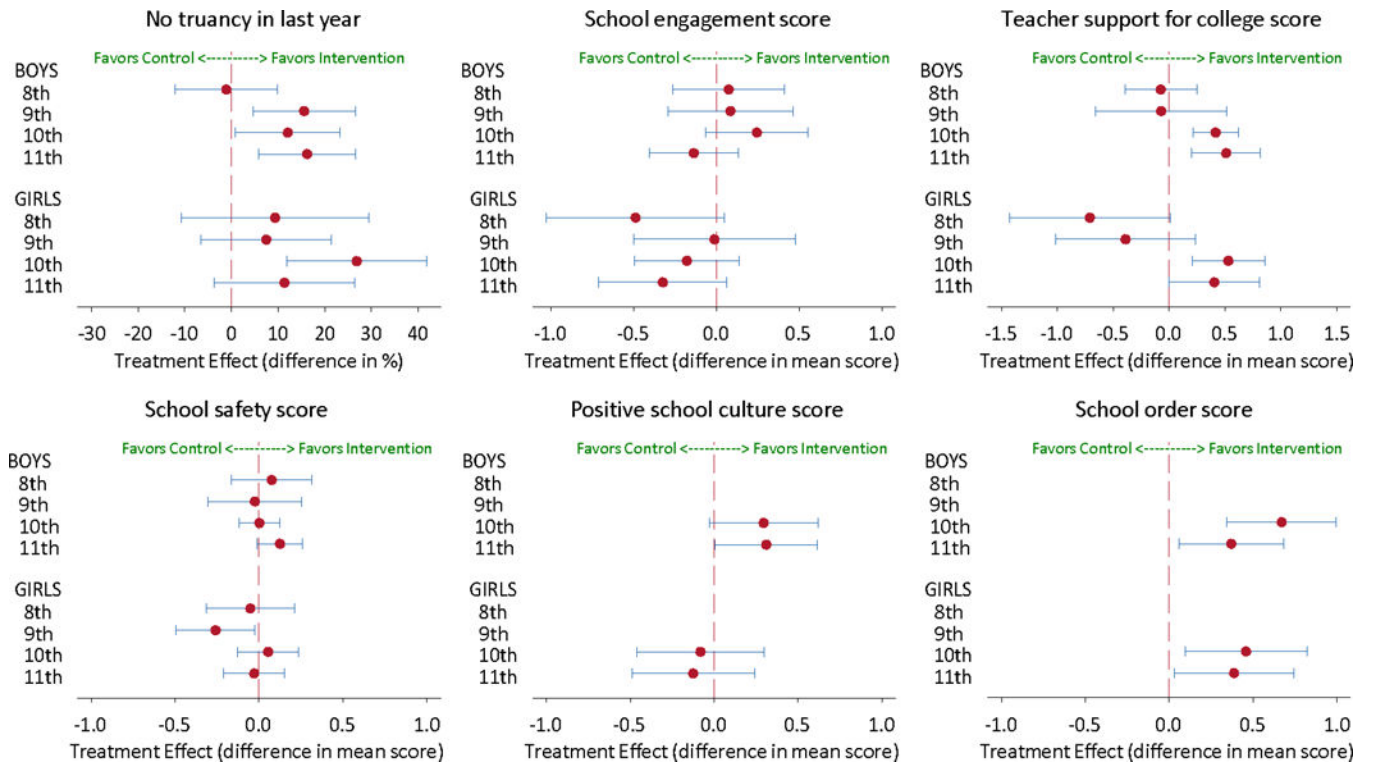 No truancy in last year
Favors Control <---------> Favors Intervention
BOYS
8th
9th
10th
11th
GIRLS
8th
9th
10th
11th
-30 -20 -10 0 10 20 30 40
Treatment Effect (difference in %)
School engagement score
Favors Control <---------> Favors Intervention
BOYS
8th
9th
10th
11th
GIRLS
8th
9th
10th
11th
-1.0 -0.5 0.0 0.5 1.0
Treatment Effect (difference in mean score)
Teacher support for college score
Favors Control <---------> Favors Intervention
BOYS
8th
9th
10th
11th
GIRLS
8th
9th
10th
11th
-1.5 -1.0 -0.5 0.0 0.5 1.0 1.5
Treatment Effect (difference in mean score)
School safety score
Favors Control <---------> Favors Intervention
BOYS
8th
9th
10th
11th
GIRLS
8th
9th
10th
11th
-1.0 -0.5 0.0 0.5 1.0
Treatment Effect (difference in mean score)
Positive school culture score
Favors Control <---------> Favors Intervention
BOYS
8th
9th
10th
11th
GIRLS
8th
9th
10th
11th
-1.0 -0.5 0.0 0.5 1.0
Treatment Effect (difference in mean score)
School order score
Favors Control <---------> Favors Intervention
BOYS
8th
9th
10th
11th
GIRLS
8th
9th
10th
11th
-1.0 -0.5 0.0 0.5 1.0
Treatment Effect (difference in mean score)